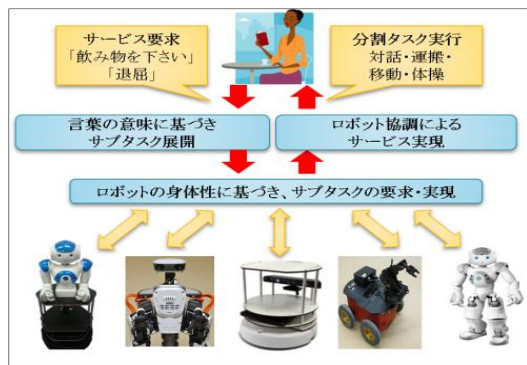 サービス要求
「飲み物を下さい」
「退屈」
分割タスク実行
対話・運搬・
移動・体操
言葉の意味に基づき
サブタスク展開
ロボット協調による
サービス実現
ロボットの身体性に基づき、サブタスクの要求・実現